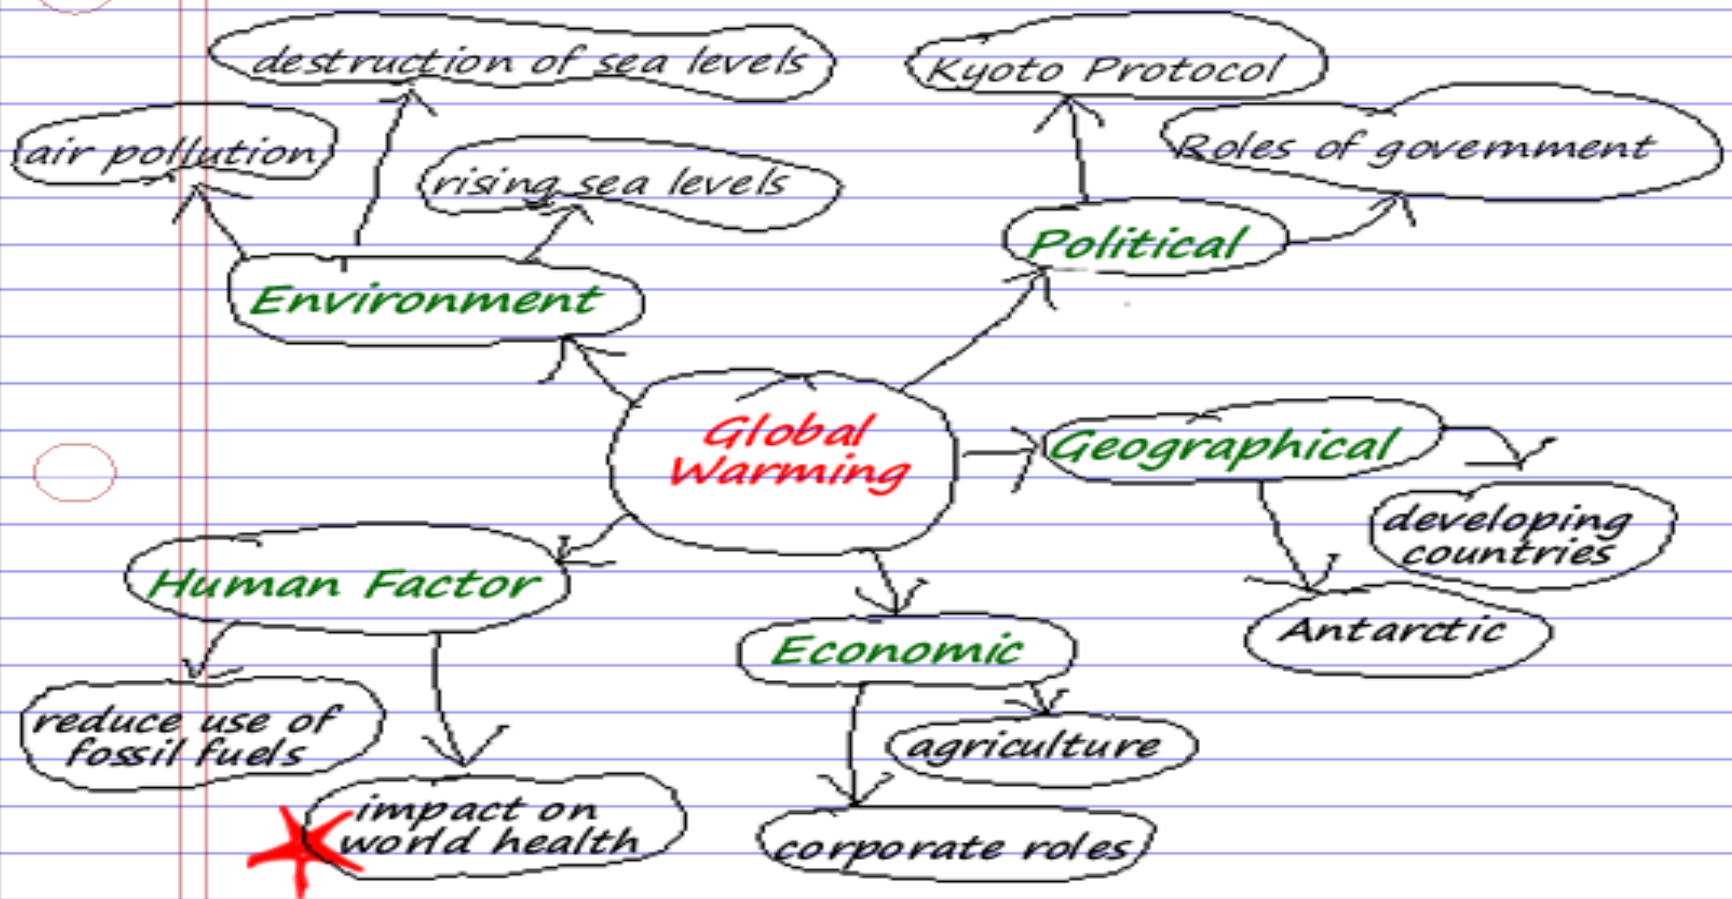 destruction of sea levels
Kyoto Protocol
air pollution
rising sea levels
Roles of government
Environment
Political
Global
Warming
Geographical
developing
countries
Human Factor
Economic
Antarctic
reduce use of
fossil fuels
agriculture
impact on
world health
corporate roles